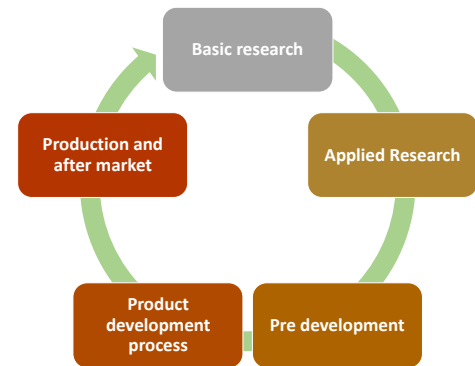 Basic research
Applied Research
Pre development
Product
development
process
Production and
after market